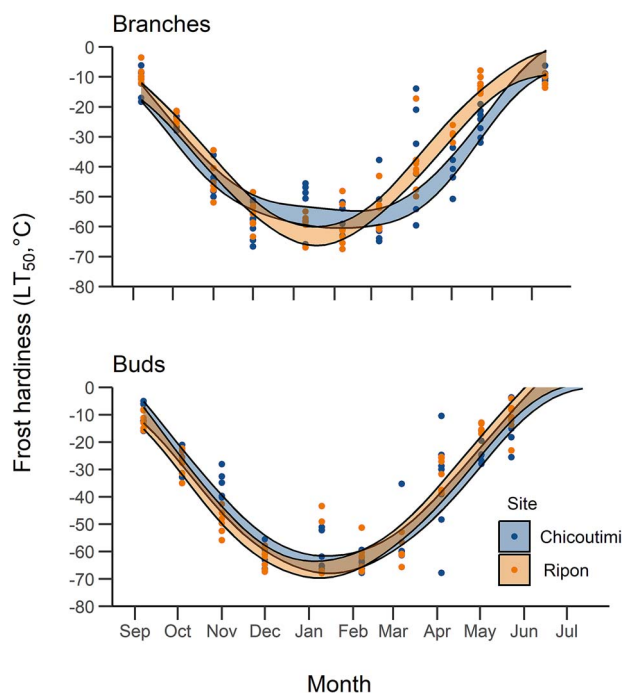 Branches
0
-10
-20
-30
-40
-50
-60
-70
-80
Frost hardiness (LT50,°C)
Buds
0
-10
-20
-30
-40
-50
-60
-70
-80
Site
Chicoutimi
Ripon
Sep Oct Nov Dec Jan Feb Mar Apr May Jun Jul
Month